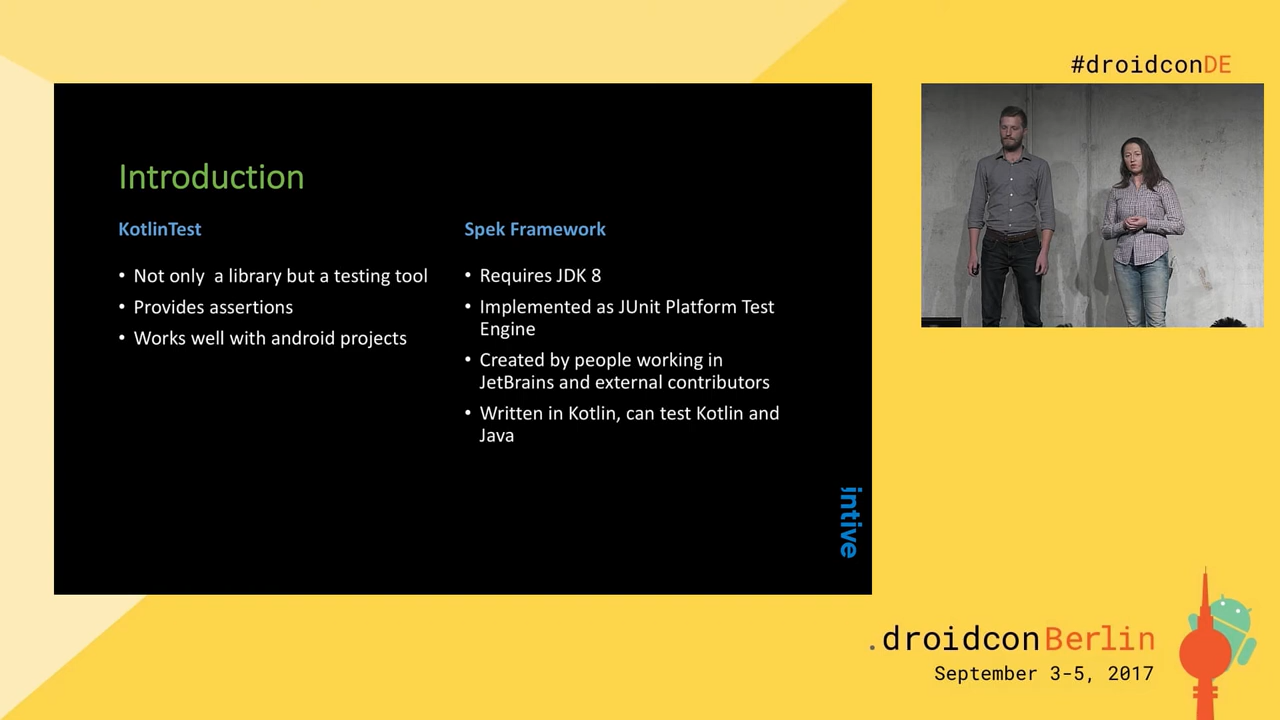 #droidconDE
Introduction
KotlinTest
• Not only  a library but a testing tool
• Provides assertions
• Works well with android projects
Spek Framework
• Requires JDK 8
• Implemented as JUnit Platform Test
Engine
• Created by people working in
JetBrains and external contributors
• Written in Kotlin, can test Kotlin and
Java
intive
.droidconBerlin
September 3-5, 2017